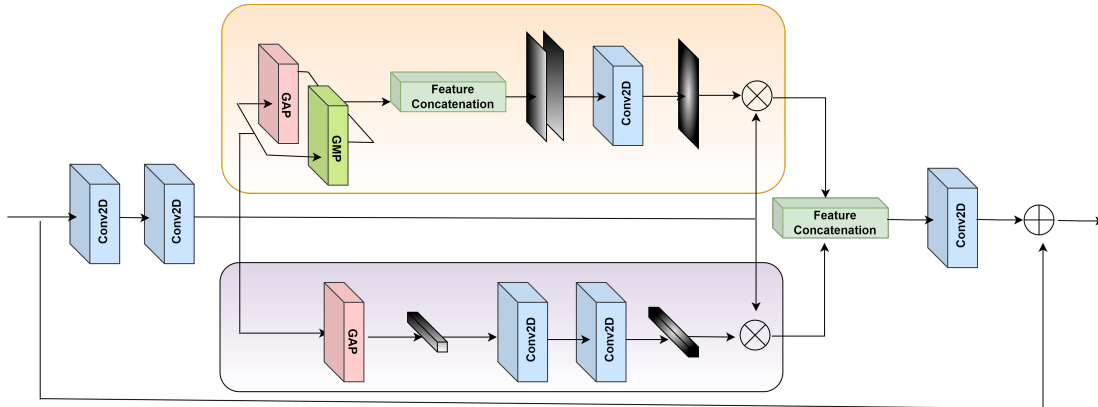 GAP
GMP
Feature
Concatenation
Conv2D
Conv2D
Conv2D
Feature
Concatenation
Conv2D
GAP
Conv2D
Conv2D